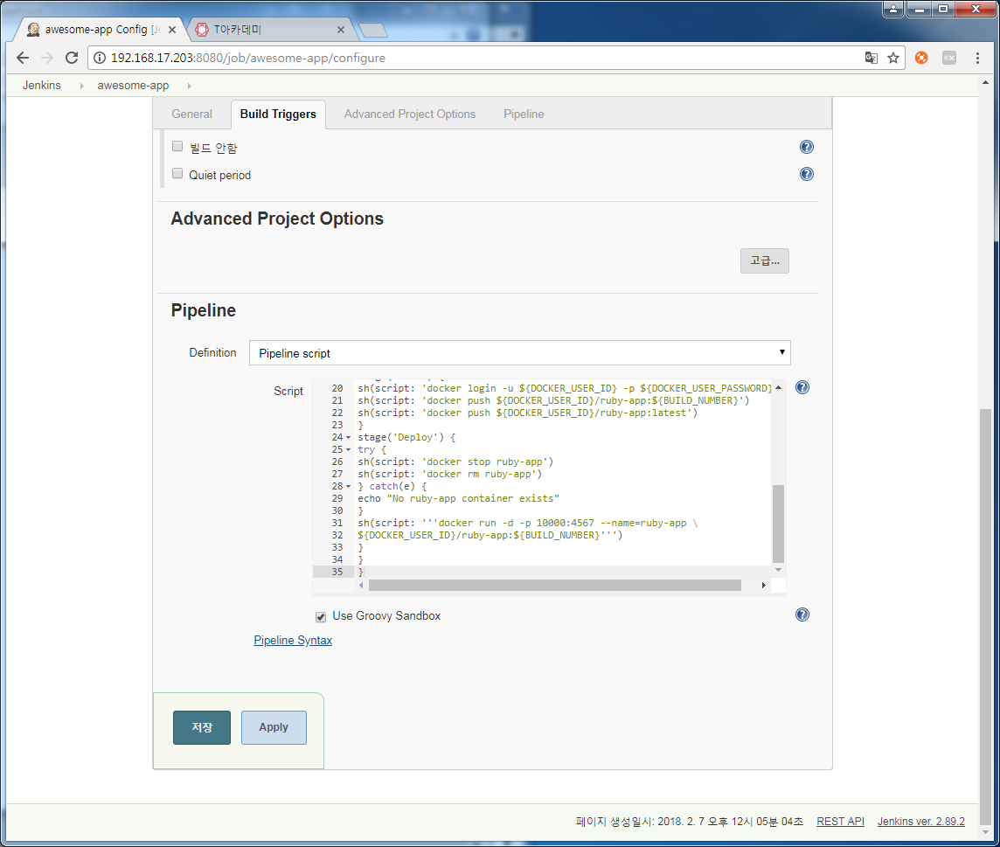 awesome-app Config [Je
T아카데미
192.168.17.203:8080/job/awesome-app/configure
Jenkins
awesome-app
General
Build Triggers
Advanced Project Options
Pipeline
빌드 안함
Quiet period
Advanced Project Options
고급...
Pipeline
Definition
Pipeline script
Script
20 sh(script: 'docker login -u ${DOCKER_USER_ID} -p ${DOCKER_USER_PASSWORD}
21 sh(script: 'docker push ${DOCKER_USER_ID}/ruby-app:${BUILD_NUMBER}')
22 sh(script: 'docker push ${DOCKER_USER_ID}/ruby-app:latest')
23 }
24 stage('Deploy') {
25 try {
26 sh(script: 'docker stop ruby-app')
27 sh(script: 'docker rm ruby-app')
28 } catch(e) {
29 echo "No ruby-app container exists"
30 }
31 sh(script: '''docker run -d -p 10000:4567 --name=ruby-app \
32 ${DOCKER_USER_ID}/ruby-app:${BUILD_NUMBER}''')
33 }
34 }
35 }
Use Groovy Sandbox
Pipeline Syntax
저장
Apply
페이지 생성일시: 2018. 2. 7 오후 12시 05분 04초
REST API
Jenkins ver. 2.89.2